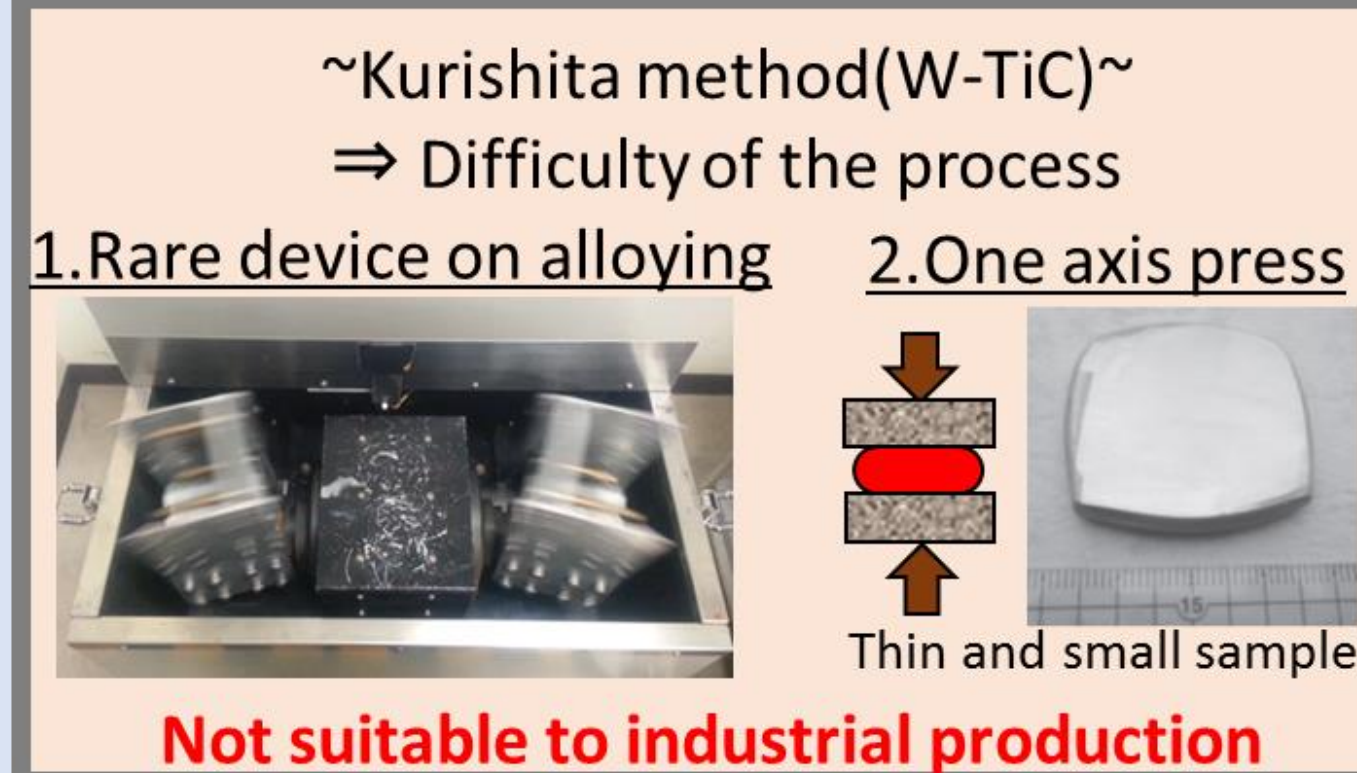 ~Kurishita method(W-TiC)~
⇒ Difficulty of the process
1.Rare device on alloying
2.One axis press
15
Thin and small sample
Not suitable to industrial production